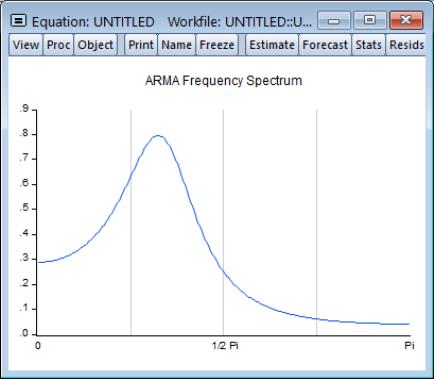 Equation: UNTITLED Workfile: UNTITLED::U...
View Proc Object Print Name Freeze Estimate Forecast Stats Resids
ARMA Frequency Spectrum
.9
.8
.7
.6
.5
.4
.3
.2
.1
.0
0 1/2 Pi Pi